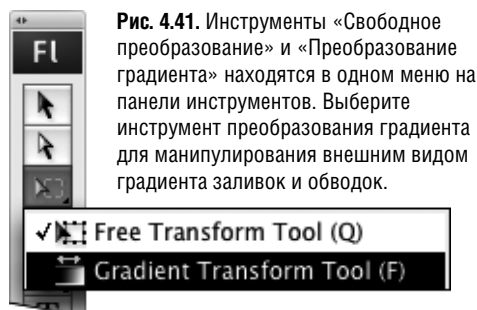 Рис. 4.41. Инструменты «Свободное
преобразование» и «Преобразование
градиента» находятся в одном меню на
панели инструментов. Выберите
инструмент преобразования градиента
для манипулирования внешним видом
градиента заливок и обводок.
Fl
Free Transform Tool (Q)
Gradient Transform Tool (F)